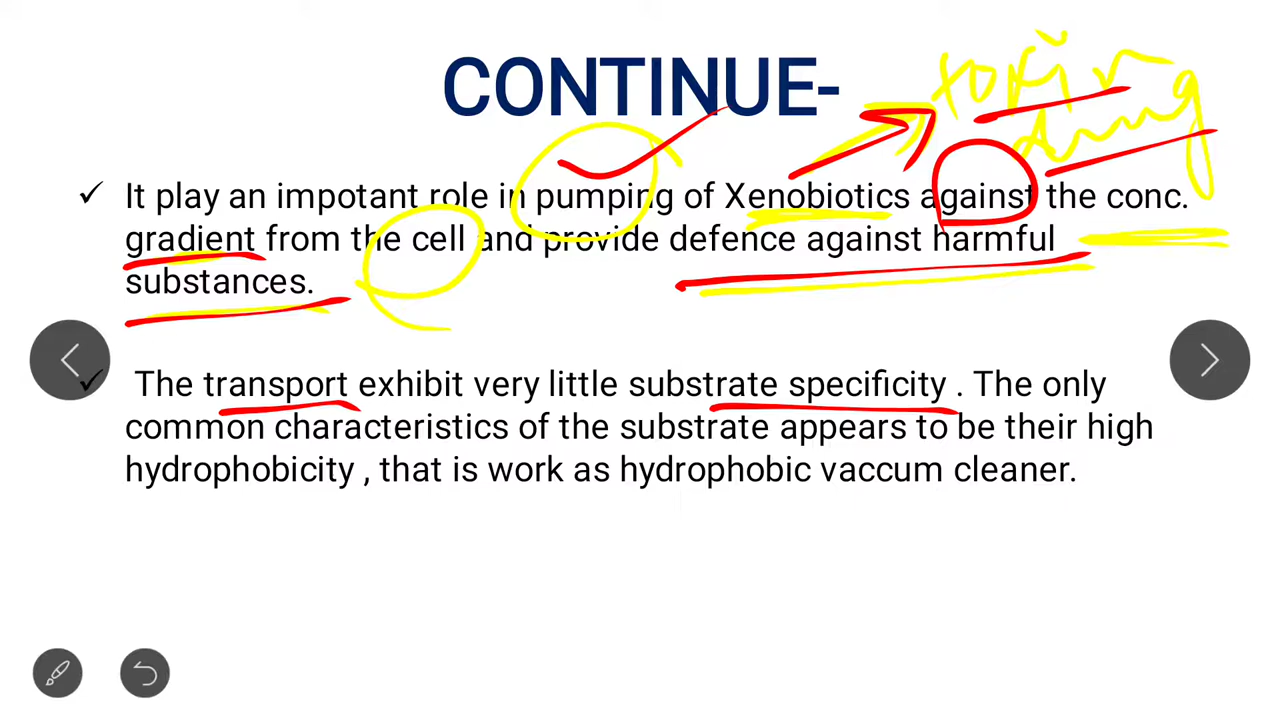 CONTINUE-
toxin
drug
✓ It play an impotant role in pumping of Xenobiotics against the conc.
gradient from the cell and provide defence against harmful
substances.
✓ The transport exhibit very little substrate specificity . The only
common characteristics of the substrate appears to be their high
hydrophobicity , that is work as hydrophobic vaccum cleaner.